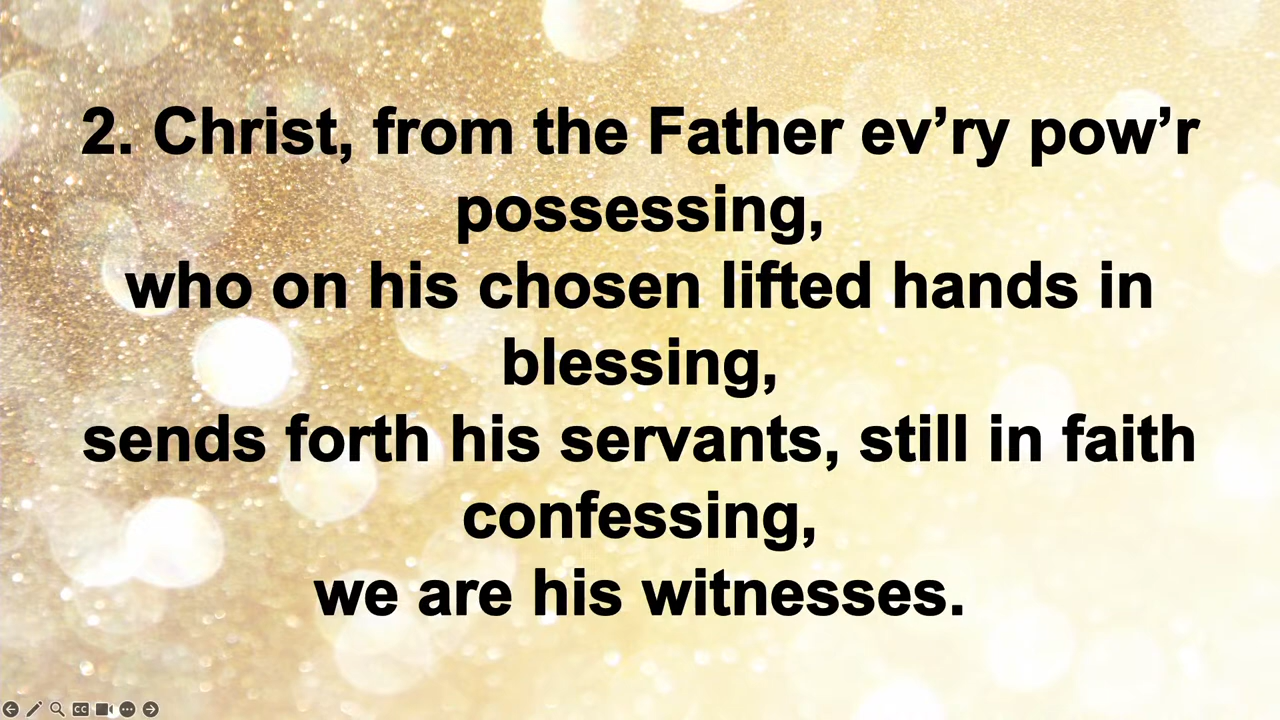 2. Christ, from the Father ev’ry pow’r
possessing,
who on his chosen lifted hands in
blessing,
sends forth his servants, still in faith
confessing,
we are his witnesses.
CC